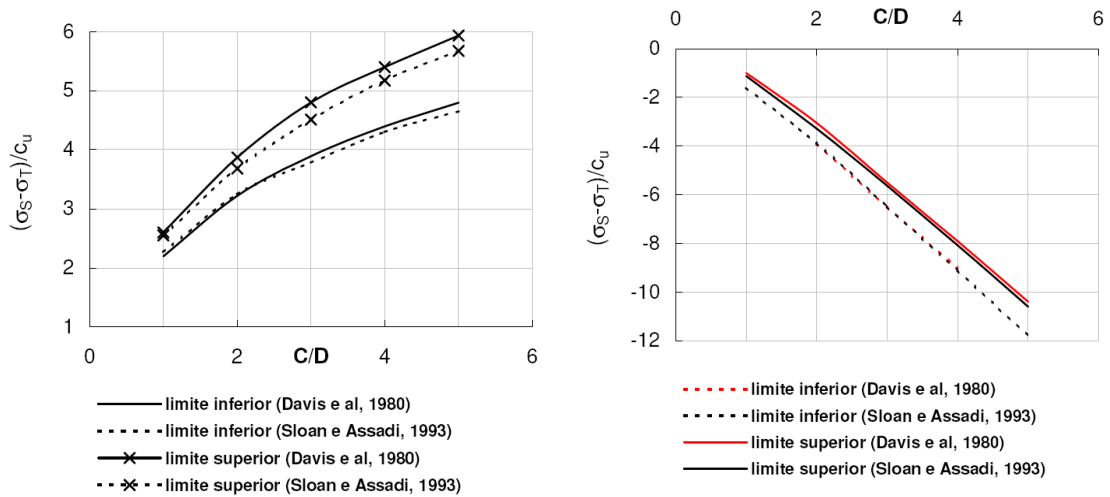 6
5
4
3
2
1
(σS-σT)/cu
0
2
C/D
4
6
limite inferior (Davis e al, 1980)
limite inferior (Sloan e Assadi, 1993)
limite superior (Davis e al, 1980)
limite superior (Sloan e Assadi, 1993)
0
2
C/D
4
6
0
-2
-4
-6
-8
-10
-12
(σS-σT)/cu
limite inferior (Davis e al, 1980)
limite inferior (Sloan e Assadi, 1993)
limite superior (Davis e al, 1980)
limite superior (Sloan e Assadi, 1993)